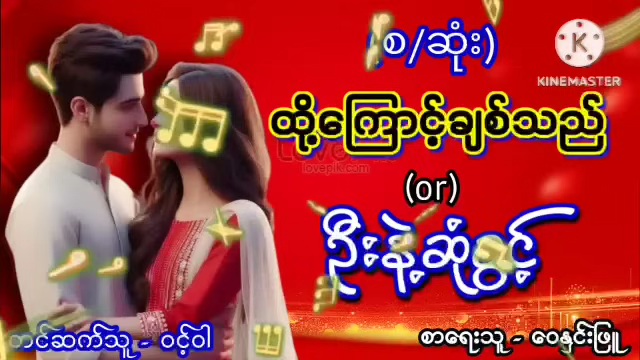 (စ/ဆုံး)
KINEMASTER
ထို့ကြောင့်ချစ်သည်
lovepik.com
(or)
ဦးနဲ့ဆုံခွင့်
တင်ဆက်သူ - ဝင့်ဝါ
စာရေးသူ - ဝေနှင်းဖြူ